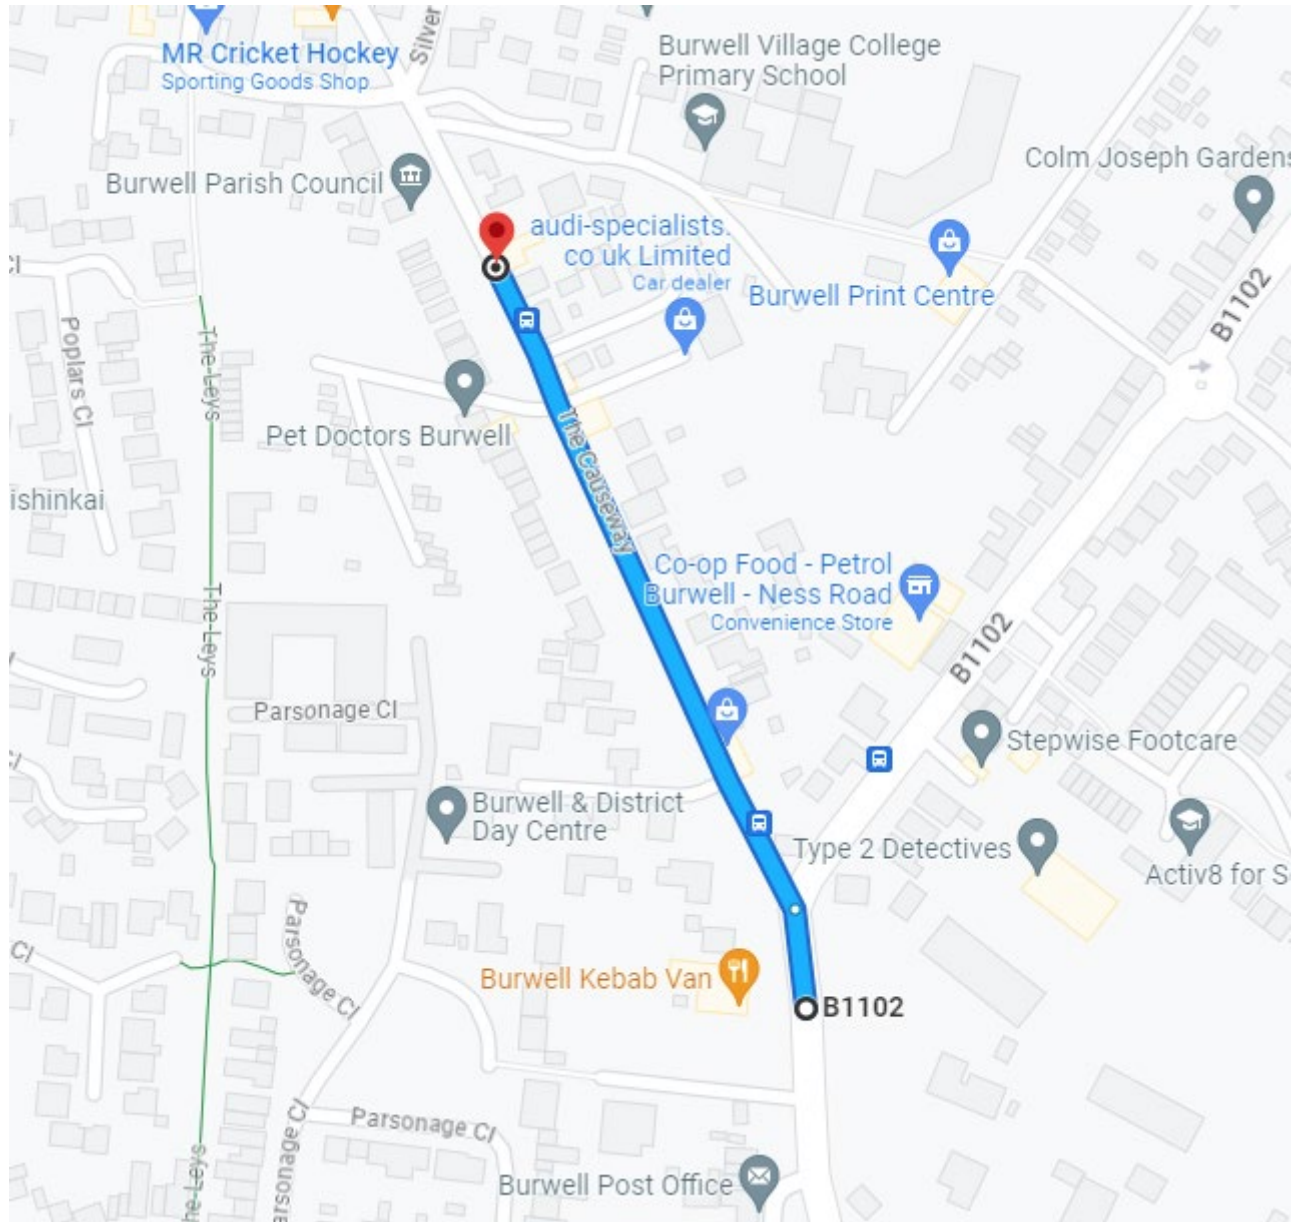 MR Cricket Hockey
Sporting Goods Shop
Silver
Burwell Village College
Primary School
Burwell Parish Council
Colm Joseph Gardens
audi-specialists.
co uk Limited
Car dealer
Burwell Print Centre
B1102
Cl
The Leys
Poplars Cl
Pet Doctors Burwell
The Causeway
ishinkai
Co-op Food - Petrol
Burwell - Ness Road
Convenience Store
The Leys
B1102
Parsonage Cl
Stepwise Footcare
Burwell & District
Day Centre
Type 2 Detectives
Activ8 for S
Parsonage Cl
Cl
Burwell Kebab Van
B1102
Parsonage Cl
arsonage Cl
he Leys
Burwell Post Office